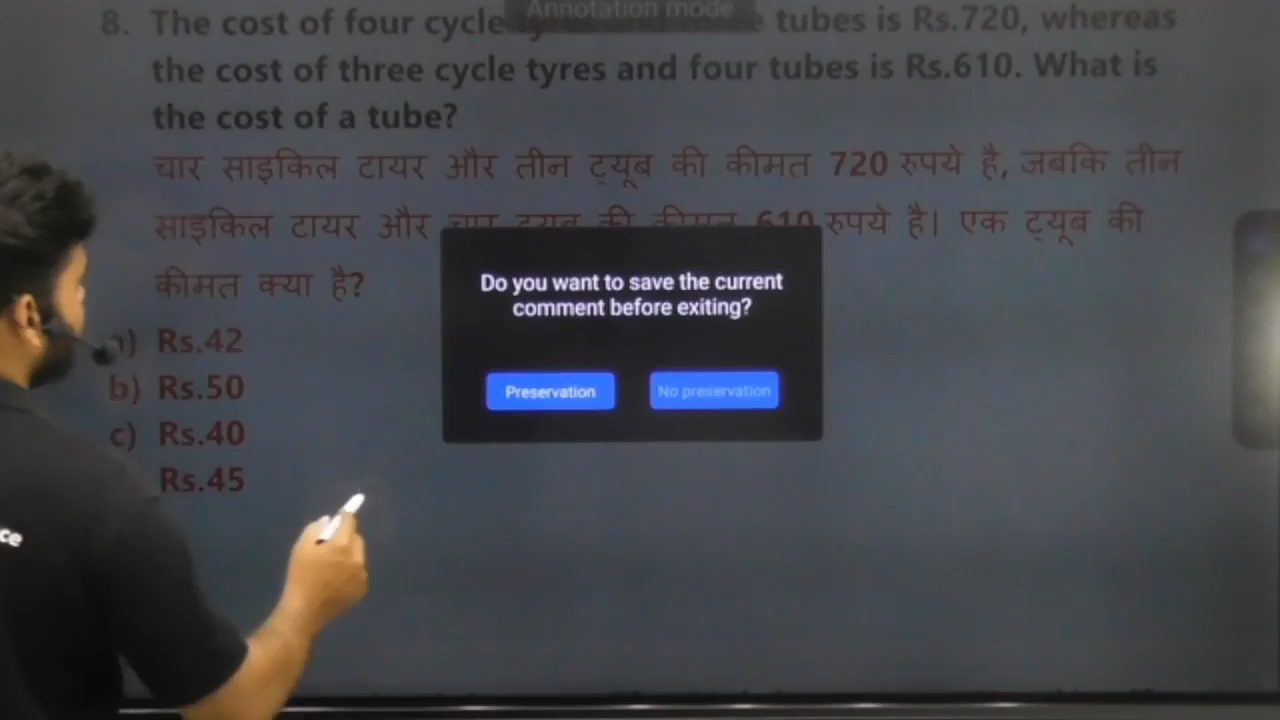 Annotation mode
8. The cost of four cycle tubes is Rs.720, whereas
the cost of three cycle tyres and four tubes is Rs.610. What is
the cost of a tube?
चार साइकिल टायर और तीन ट्यूब की कीमत 720 रुपये है, जबकि तीन
साइकिल टायर और चार ट्यूब की कीमत 610 रुपये है। एक ट्यूब की
कीमत क्या है?
Do you want to save the current
comment before exiting?
Preservation No preservation
a) Rs.42
b) Rs.50
c) Rs.40
Rs.45
ce